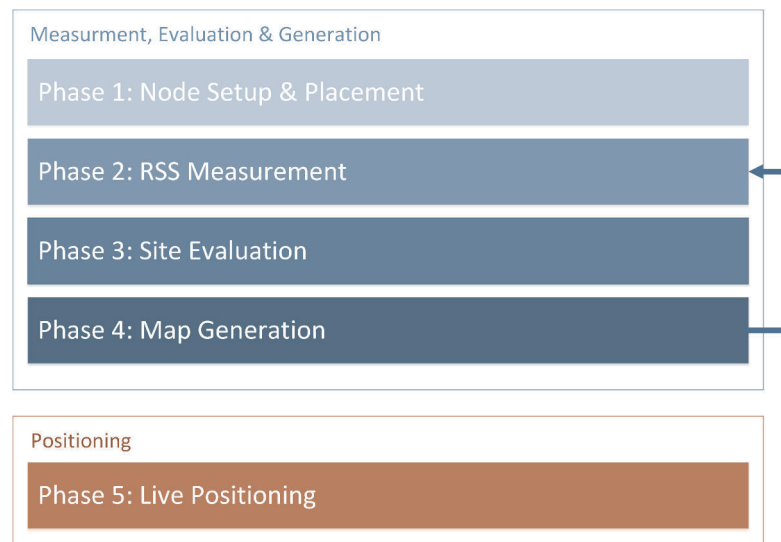 Measurment, Evaluation & Generation
Phase 1: Node Setup & Placement
Phase 2: RSS Measurement
Phase 3: Site Evaluation
Phase 4: Map Generation
Positioning
Phase 5: Live Positioning